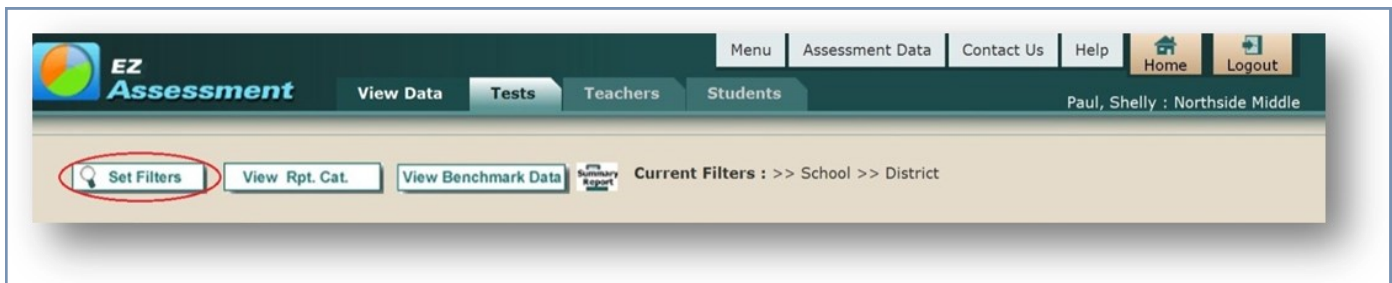 Menu Assessment Data Contact Us Help Home Logout
EZ
Assessment
View Data Tests Teachers Students
Paul, Shelly : Northside Middle
Set Filters View Rpt. Cat. View Benchmark Data Summary Report Current Filters : >> School >> District